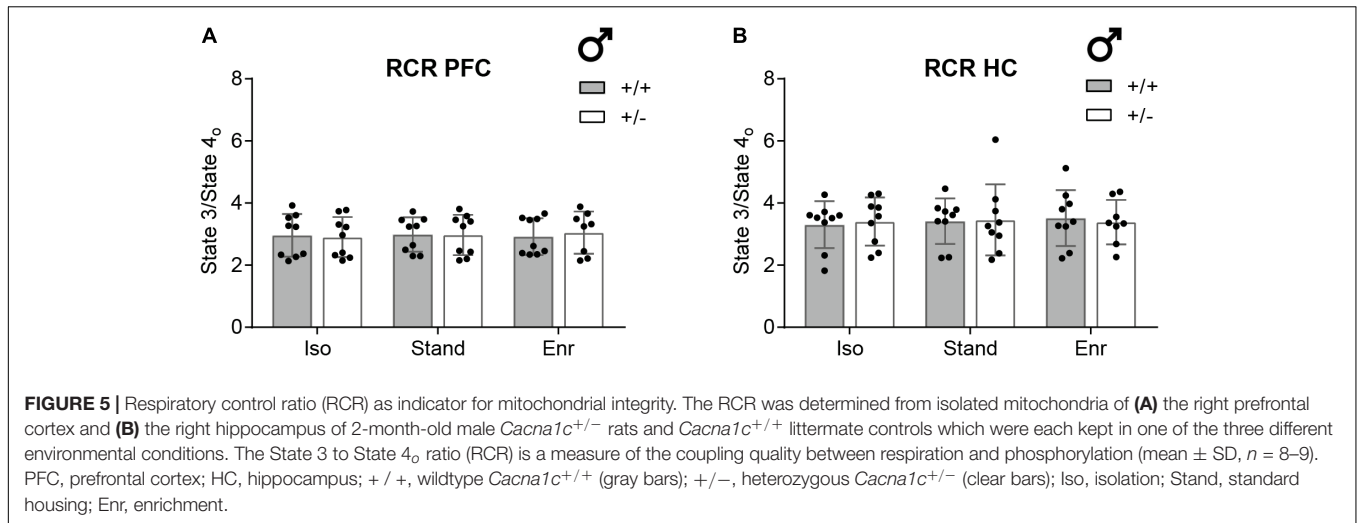 A
RCR PFC
+/+
+/-
State 3/State 4o
8
6
4
2
0
Iso Stand Enr
B
RCR HC
+/+
+/-
State 3/State 4o
8
6
4
2
0
Iso Stand Enr
FIGURE 5 | Respiratory control ratio (RCR) as indicator for mitochondrial integrity. The RCR was determined from isolated mitochondria of (A) the right prefrontal
cortex and (B) the right hippocampus of 2-month-old male Cacna1c+/− rats and Cacna1c+/+ littermate controls which were each kept in one of the three different
environmental conditions. The State 3 to State 4o ratio (RCR) is a measure of the coupling quality between respiration and phosphorylation (mean ± SD, n = 8–9).
PFC, prefrontal cortex; HC, hippocampus; + / +, wildtype Cacna1c+/+ (gray bars); +/−, heterozygous Cacna1c+/− (clear bars); Iso, isolation; Stand, standard
housing; Enr, enrichment.